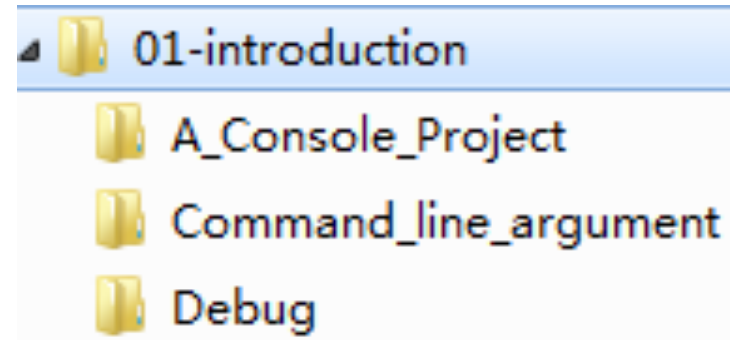 01-introduction
A_Console_Project
Command_line_argument
Debug